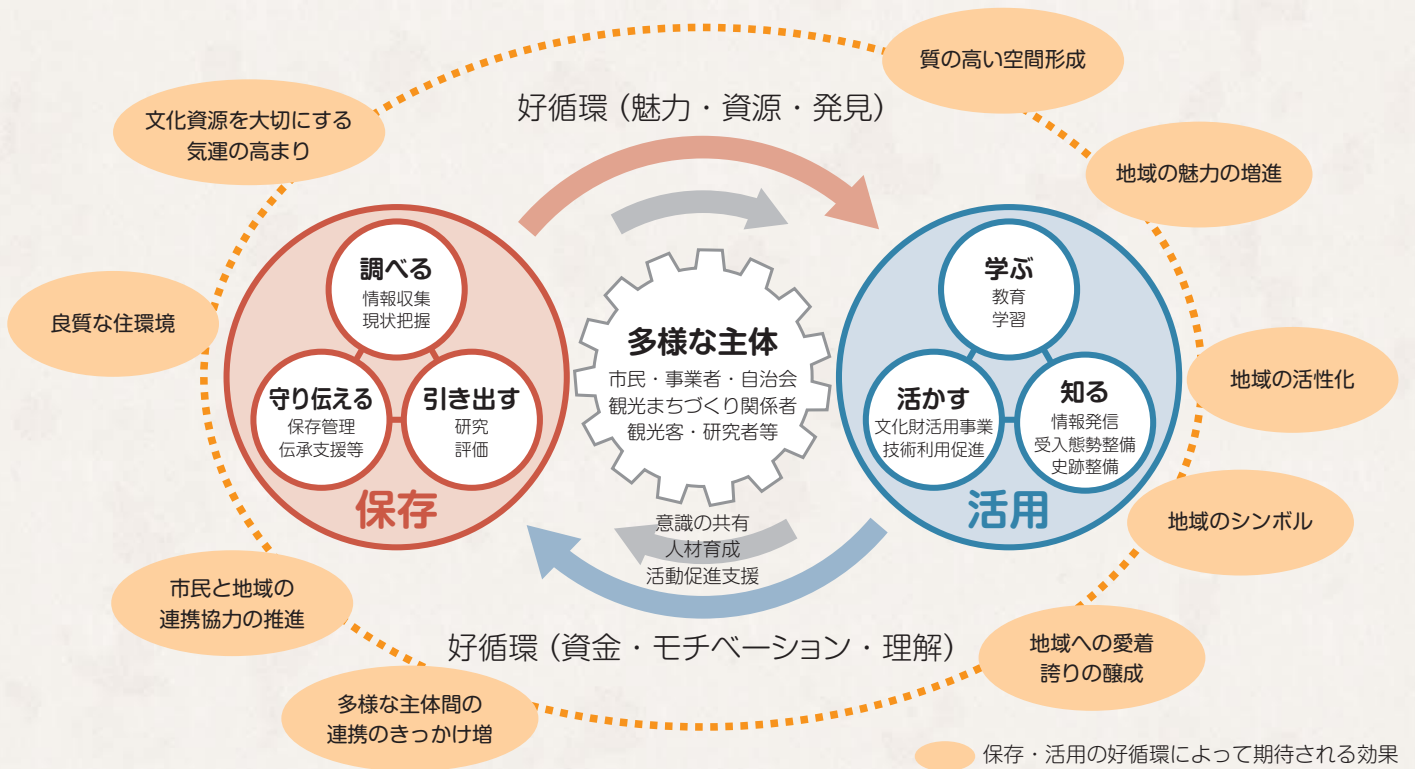 質の高い空間形成
好循環（魅力・資源・発見）
文化資源を大切にする
気運の高まり
地域の魅力の増進
調べる
情報収集
現状把握
守り伝える
保存管理
伝承支援等
引き出す
研究
評価
保存
良質な住環境
多様な主体
市民・事業者・自治会
観光まちづくり関係者
観光客・研究者等
意識の共有
人材育成
活動促進支援
学ぶ
教育
学習
活かす
文化財活用事業
技術利用促進
知る
情報発信
受入態勢整備
史跡整備
活用
地域の活性化
地域のシンボル
市民と地域の
連携協力の推進
好循環（資金・モチベーション・理解）
地域への愛着
誇りの醸成
多様な主体間の
連携のきっかけ増
保存・活用の好循環によって期待される効果